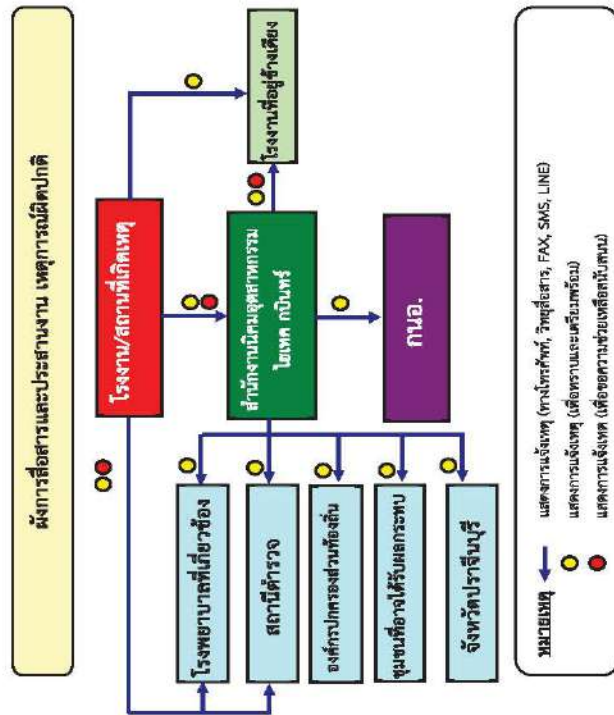 ผังการสื่อสารและประสานงาน เหตุการณ์ผิดปกติ
โรงงาน/สถานที่เกิดเหตุ
สำนักงานนิคมอุตสาหกรรม
ไฮเทค กบินทร์
โรงงานที่อยู่ข้างเคียง
กนอ.
โรงพยาบาลที่เกี่ยวข้อง
สถานีตำรวจ
องค์กรปกครองส่วนท้องถิ่น
ชุมชนที่อาจได้รับผลกระทบ
จังหวัดปราจีนบุรี
หมายเหตุ
แสดงการแจ้งเหตุ (ทางโทรศัพท์, วิทยุสื่อสาร, FAX, SMS, LINE)
แสดงการแจ้งเหตุ (เพื่อทราบและเตรียมพร้อม)
แสดงการแจ้งเหตุ (เพื่อขอความช่วยเหลือสนับสนุน)